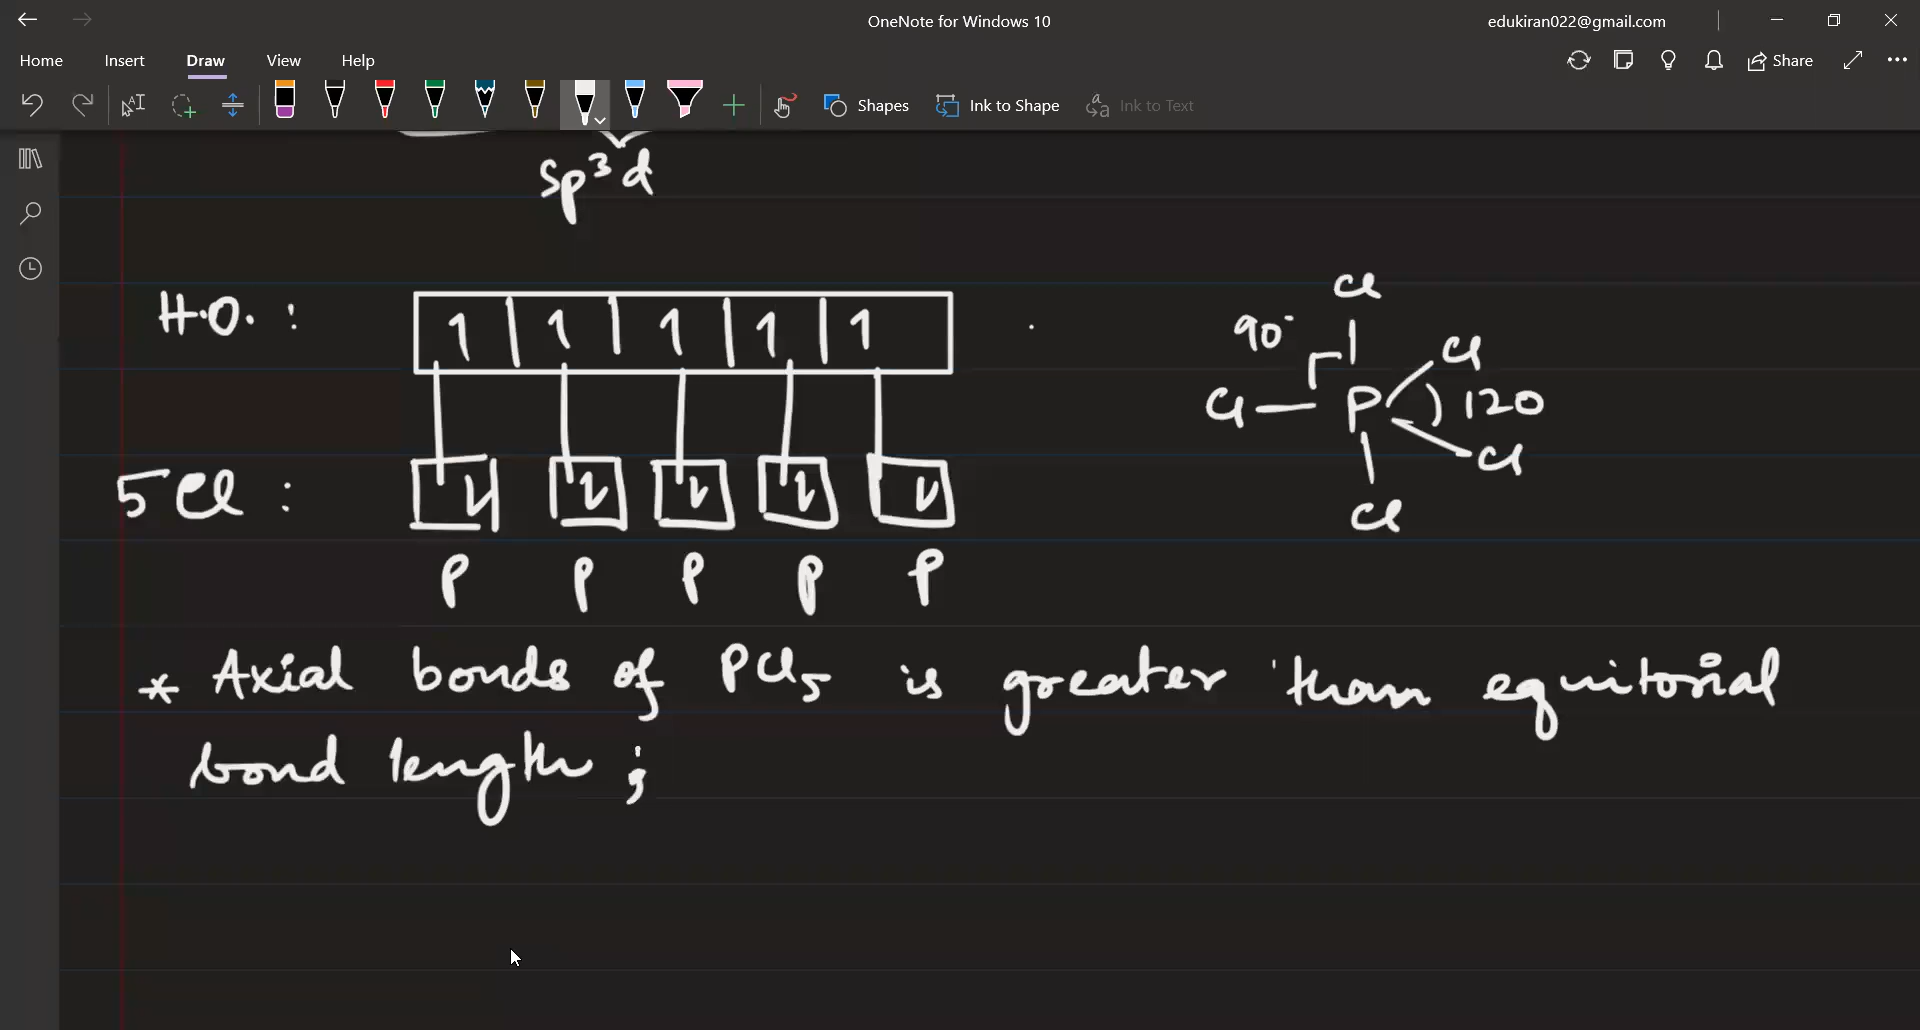 OneNote for Windows 10
edukiran022@gmail.com
Home Insert Draw View Help
Share
Shapes Ink to Shape Ink to Text
sp³d
H.O. : 1 1 1 1 1
5 Cl :
P P P P P
Cl
90°
Cl
Cl P 120
Cl
Cl
* Axial bonds of PCl₅ is greater than equitorial
bond length ;